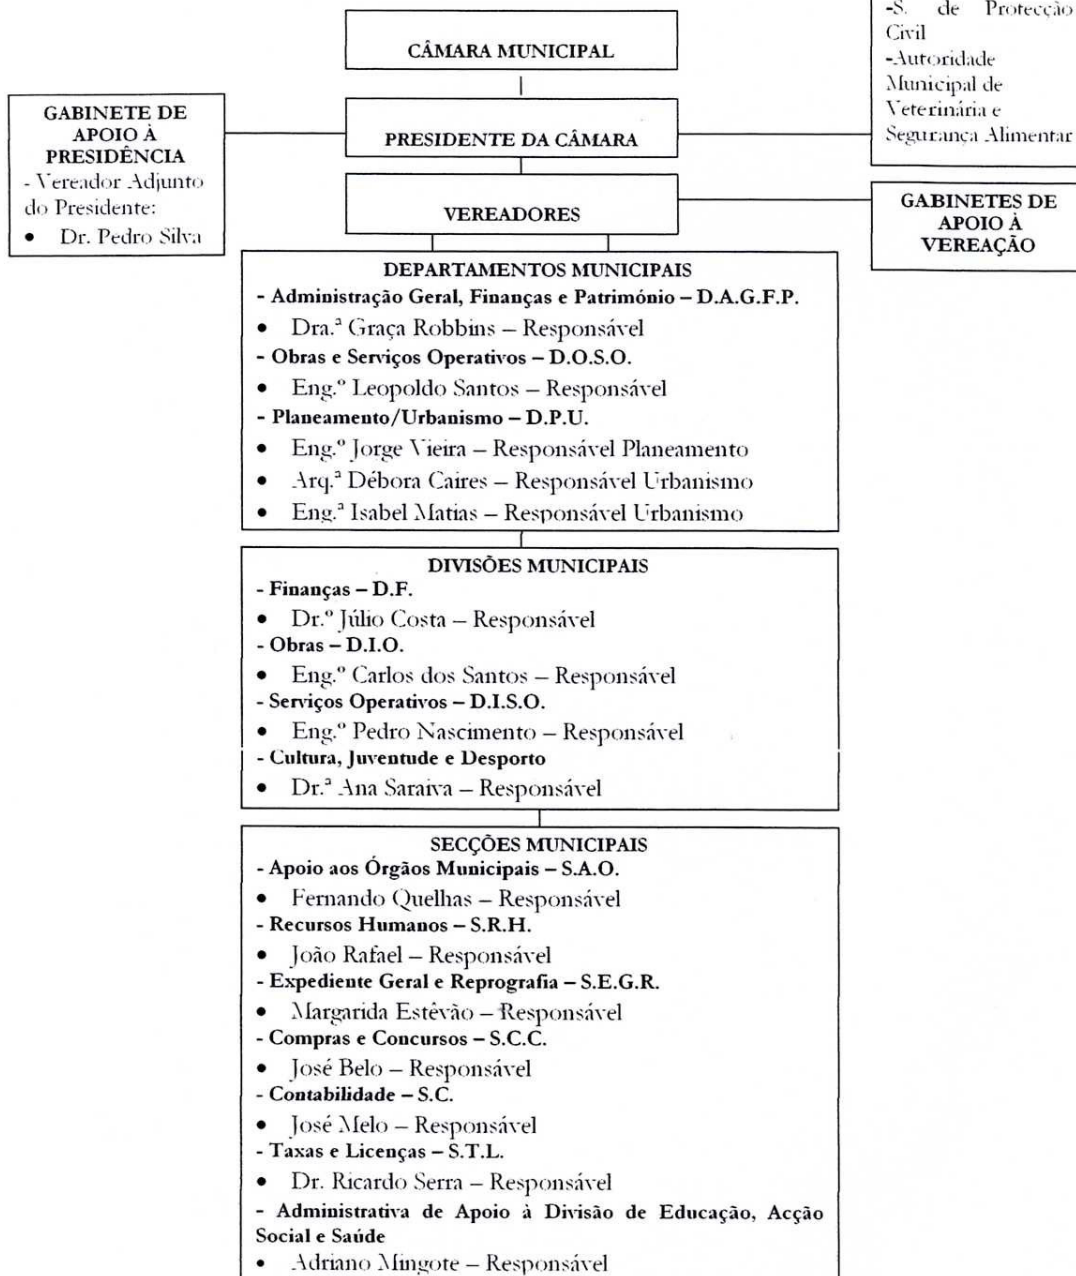 -S. de Protecção
Civil
-Autoridade
Municipal de
Veterinária e
Segurança Alimentar
CÂMARA MUNICIPAL
GABINETE DE
APOIO À
PRESIDÊNCIA
- Vereador Adjunto
do Presidente:
• Dr. Pedro Silva
PRESIDENTE DA CÂMARA
VEREADORES
GABINETES DE
APOIO À
VEREAÇÃO
DEPARTAMENTOS MUNICIPAIS
- Administração Geral, Finanças e Património – D.A.G.F.P.
• Dra.ª Graça Robbins – Responsável
- Obras e Serviços Operativos – D.O.S.O.
• Eng.º Leopoldo Santos – Responsável
- Planeamento/Urbanismo – D.P.U.
• Eng.º Jorge Vieira – Responsável Planeamento
• Arq.ª Débora Caires – Responsável Urbanismo
• Eng.ª Isabel Matias – Responsável Urbanismo
DIVISÕES MUNICIPAIS
- Finanças – D.F.
• Dr.º Júlio Costa – Responsável
- Obras – D.I.O.
• Eng.º Carlos dos Santos – Responsável
- Serviços Operativos – D.I.S.O.
• Eng.º Pedro Nascimento – Responsável
- Cultura, Juventude e Desporto
• Dr.ª Ana Saraiva – Responsável
SECÇÕES MUNICIPAIS
- Apoio aos Órgãos Municipais – S.A.O.
• Fernando Quelhas – Responsável
- Recursos Humanos – S.R.H.
• João Rafael – Responsável
- Expediente Geral e Reprografia – S.E.G.R.
• Margarida Estêvão – Responsável
- Compras e Concursos – S.C.C.
• José Belo – Responsável
- Contabilidade – S.C.
• José Melo – Responsável
- Taxas e Licenças – S.T.L.
• Dr. Ricardo Serra – Responsável
- Administrativa de Apoio à Divisão de Educação, Acção
Social e Saúde
• Adriano Mingote – Responsável